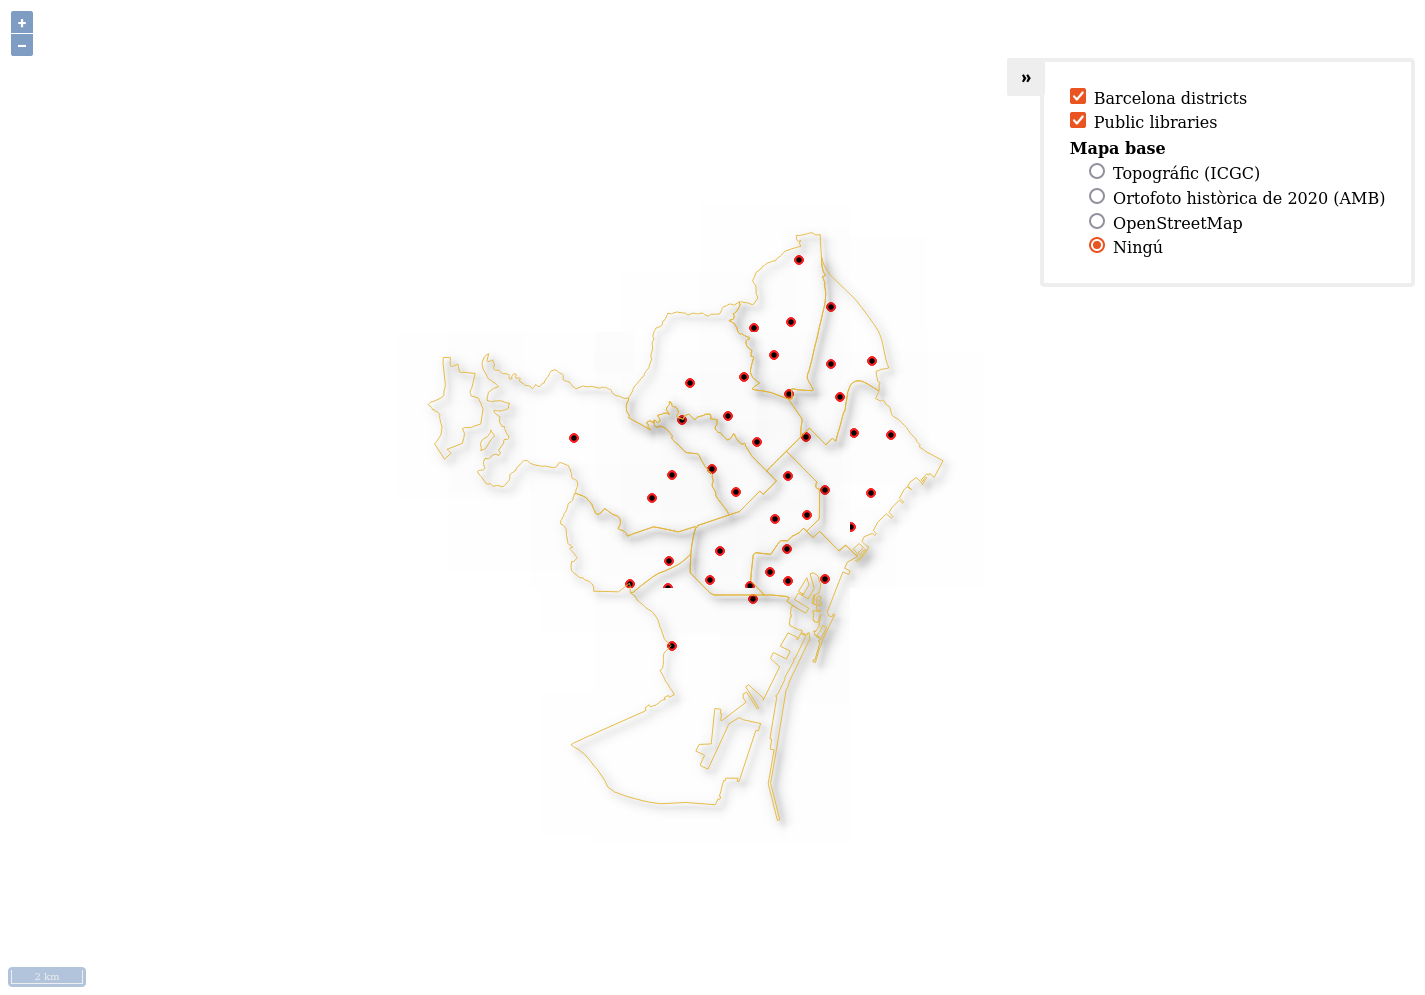 +
−
»
Barcelona districts
Public libraries
Mapa base
Topográfic (ICGC)
Ortofoto històrica de 2020 (AMB)
OpenStreetMap
Ningú
2 km